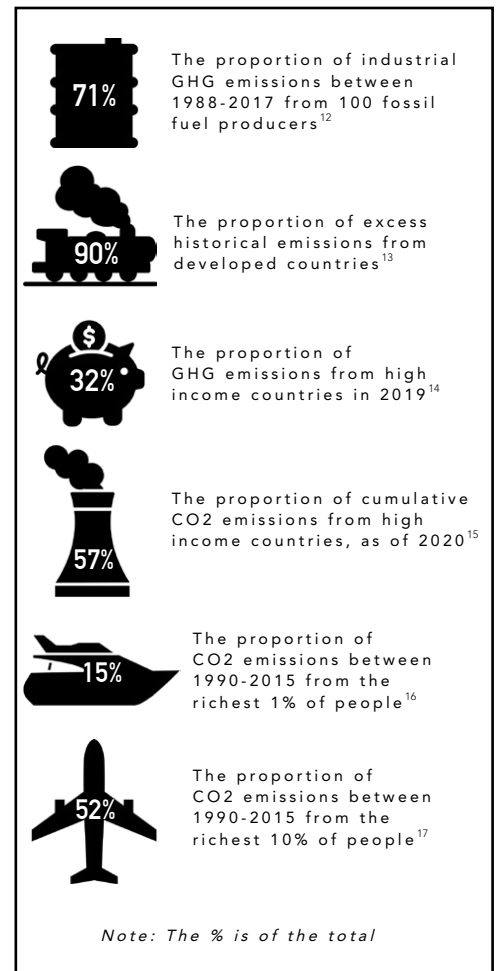 71%
The proportion of industrial
GHG emissions between
1988-2017 from 100 fossil
fuel producers12
90%
The proportion of excess
historical emissions from
developed countries13
$
32%
The proportion of
GHG emissions from high
income countries in 201914
57%
The proportion of cumulative
CO2 emissions from high
income countries, as of 202015
15%
The proportion of
CO2 emissions between
1990-2015 from the
richest 1% of people16
52%
The proportion of
CO2 emissions between
1990-2015 from the
richest 10% of people17
Note: The % is of the total